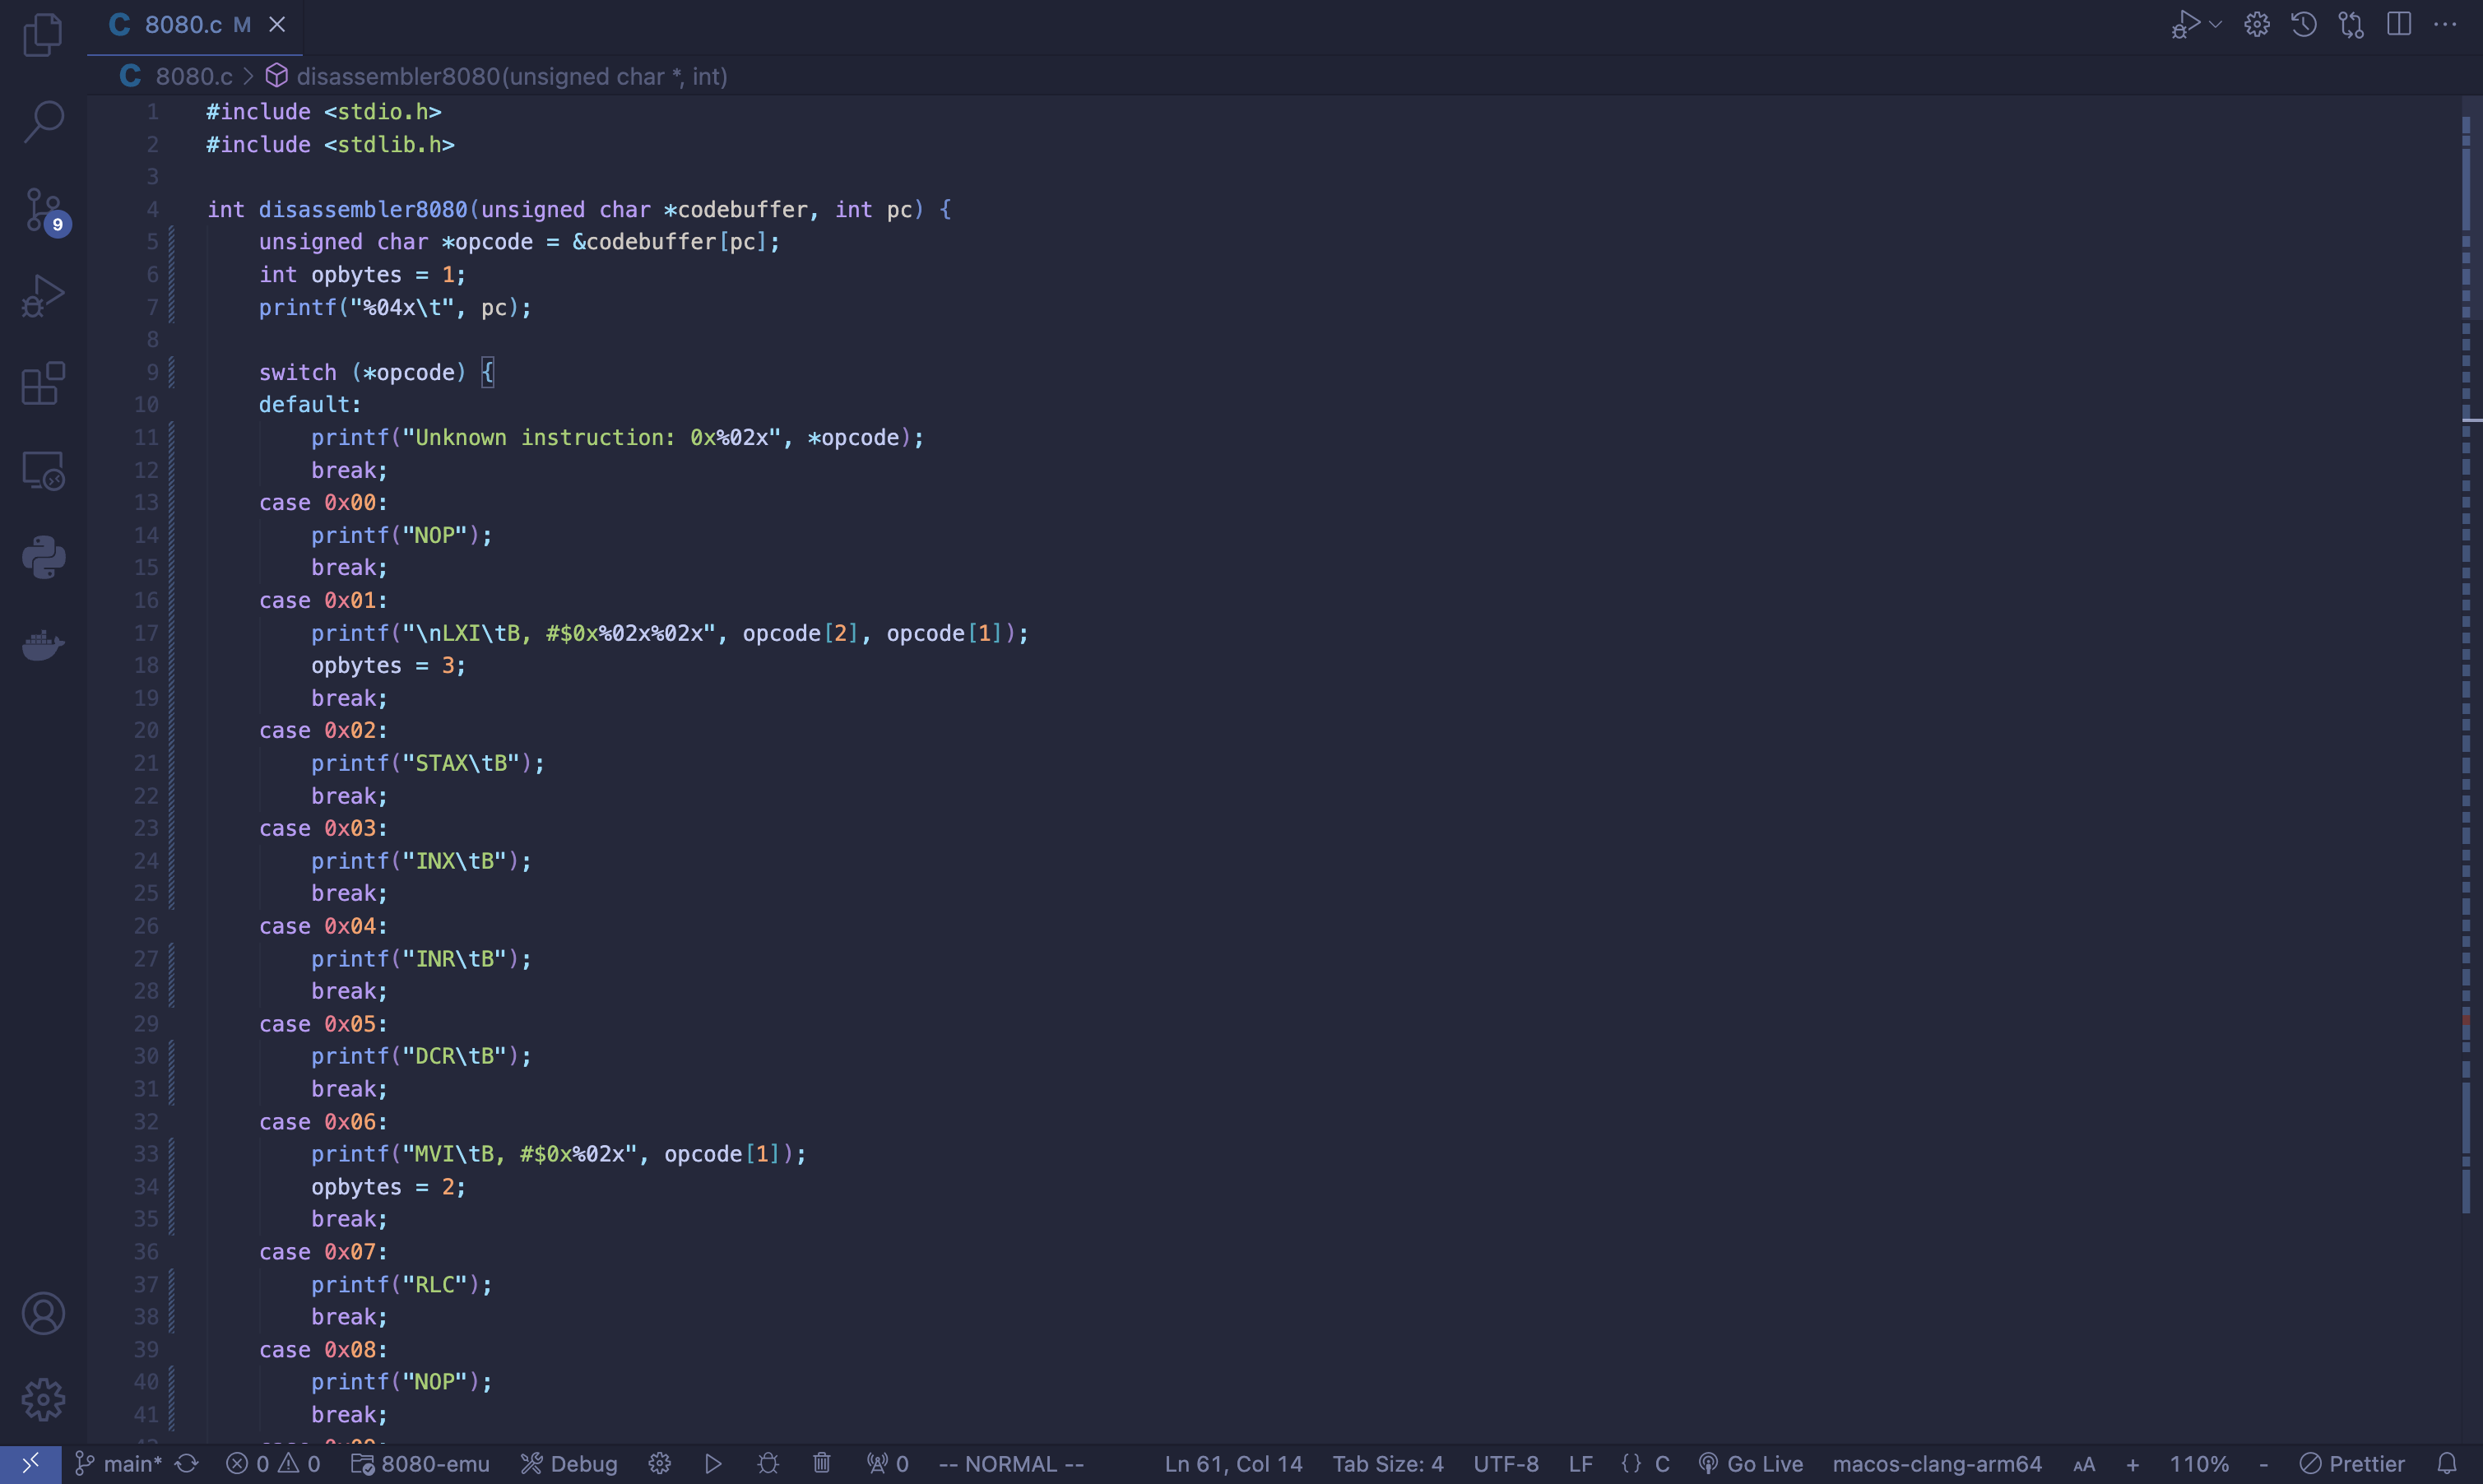 8080.c M
8080.c > disassembler8080(unsigned char *, int)
1 #include <stdio.h>
2 #include <stdlib.h>
3
4 int disassembler8080(unsigned char *codebuffer, int pc) {
5     unsigned char *opcode = &codebuffer[pc];
6     int opbytes = 1;
7     printf("%04x\t", pc);
8
9     switch (*opcode) {
10     default:
11         printf("Unknown instruction: 0x%02x", *opcode);
12         break;
13     case 0x00:
14         printf("NOP");
15         break;
16     case 0x01:
17         printf("\nLXI\tB, #$0x%02x%02x", opcode[2], opcode[1]);
18         opbytes = 3;
19         break;
20     case 0x02:
21         printf("STAX\tB");
22         break;
23     case 0x03:
24         printf("INX\tB");
25         break;
26     case 0x04:
27         printf("INR\tB");
28         break;
29     case 0x05:
30         printf("DCR\tB");
31         break;
32     case 0x06:
33         printf("MVI\tB, #$0x%02x", opcode[1]);
34         opbytes = 2;
35         break;
36     case 0x07:
37         printf("RLC");
38         break;
39     case 0x08:
40         printf("NOP");
41         break;
9
main* 0 0 8080-emu Debug 0 -- NORMAL -- Ln 61, Col 14 Tab Size: 4 UTF-8 LF {} C Go Live macos-clang-arm64 AA + 110% - Prettier